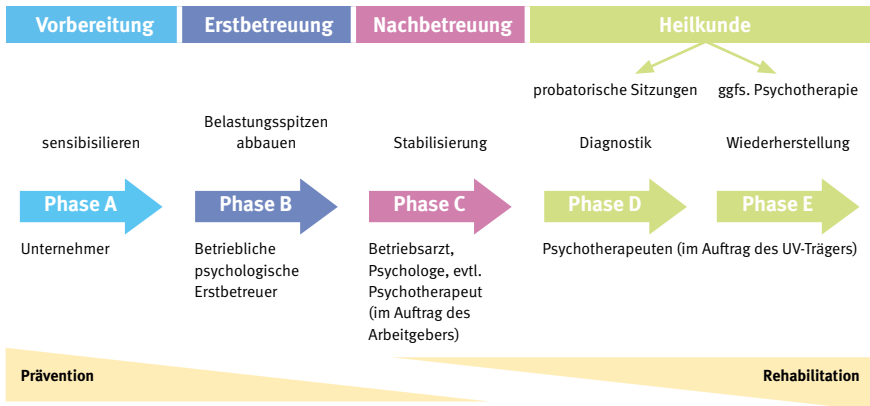 Vorbereitung
Erstbetreuung
Nachbetreuung
Heilkunde
probatorische Sitzungen
ggfs. Psychotherapie
sensibisilieren
Belastungsspitzen
abbauen
Stabilisierung
Diagnostik
Wiederherstellung
Phase A
Phase B
Phase C
Phase D
Phase E
Unternehmer
Betriebliche
psychologische
Erstbetreuer
Betriebsarzt,
Psychologe, evtl.
Psychotherapeut
(im Auftrag des
Arbeitgebers)
Psychotherapeuten (im Auftrag des UV-Trägers)
Prävention
Rehabilitation